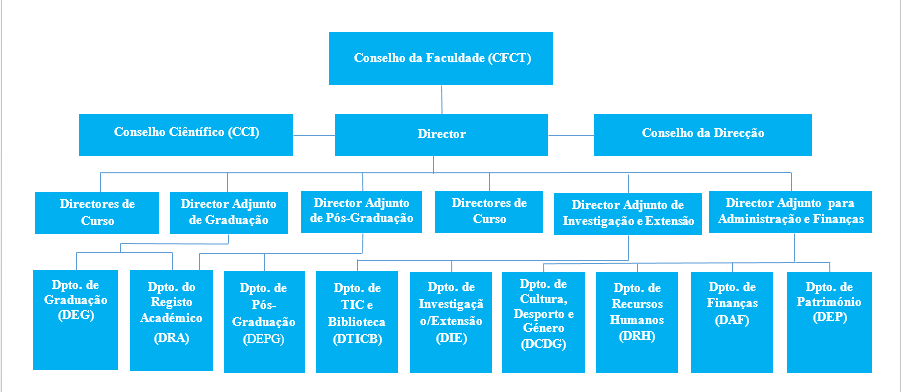 Conselho da Faculdade (CFCT)
Conselho Ciêntífico (CCI)
Director
Conselho da Direcção
Directores de
Curso
Director Adjunto
de Graduação
Director Adjunto
de Pós-Graduação
Directores de
Curso
Director Adjunto de
Investigação e Extensão
Director Adjunto para
Administração e Finanças
Dpto. de
Graduação
(DEG)
Dpto. do
Registo
Académico
(DRA)
Dpto. de
Pós-
Graduação
(DEPG)
Dpto. de
TIC e
Biblioteca
(DTICB)
Dpto. de
Investigaçã
o/Extensão
(DIE)
Dpto. de
Cultura,
Desporto e
Género
(DCDG)
Dpto. de
Recursos
Humanos
(DRH)
Dpto. de
Finanças
(DAF)
Dpto. de
Património
(DEP)